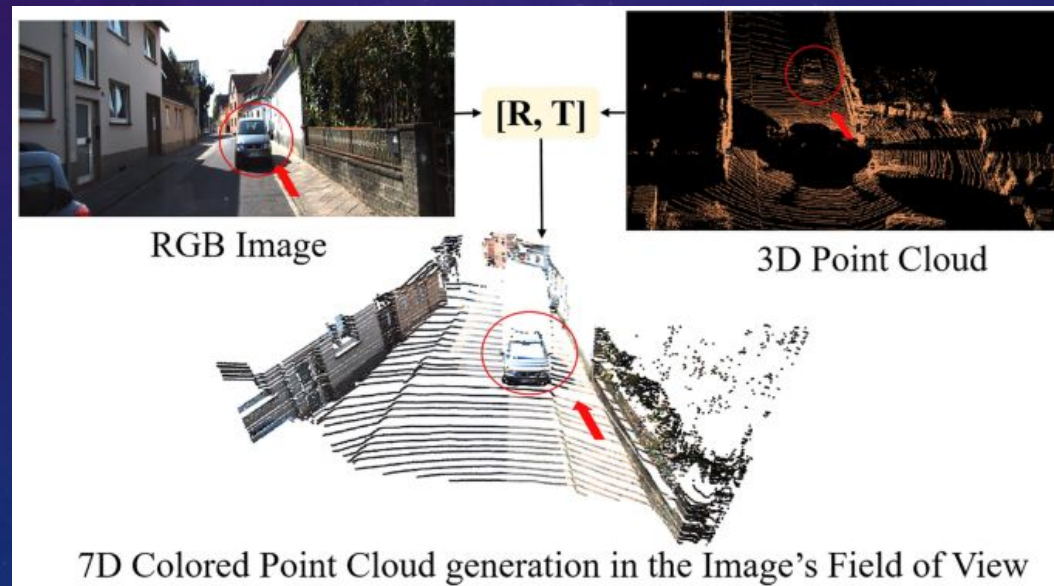 [R, T]
RGB Image
3D Point Cloud
7D Colored Point Cloud generation in the Image's Field of View